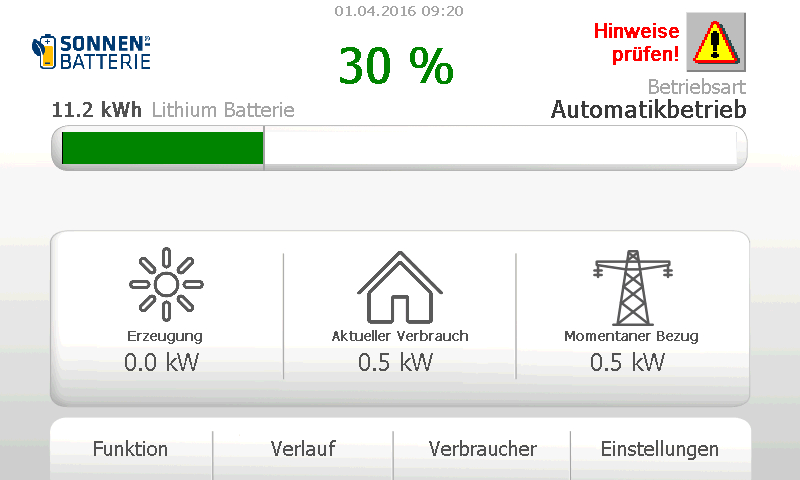 01.04.2016 09:20
SONNEN
BATTERIE
30 %
Hinweise
prüfen!
Betriebsart
Automatikbetrieb
11.2 kWh Lithium Batterie
Erzeugung
0.0 kW
Aktueller Verbrauch
0.5 kW
Momentaner Bezug
0.5 kW
Funktion
Verlauf
Verbraucher
Einstellungen